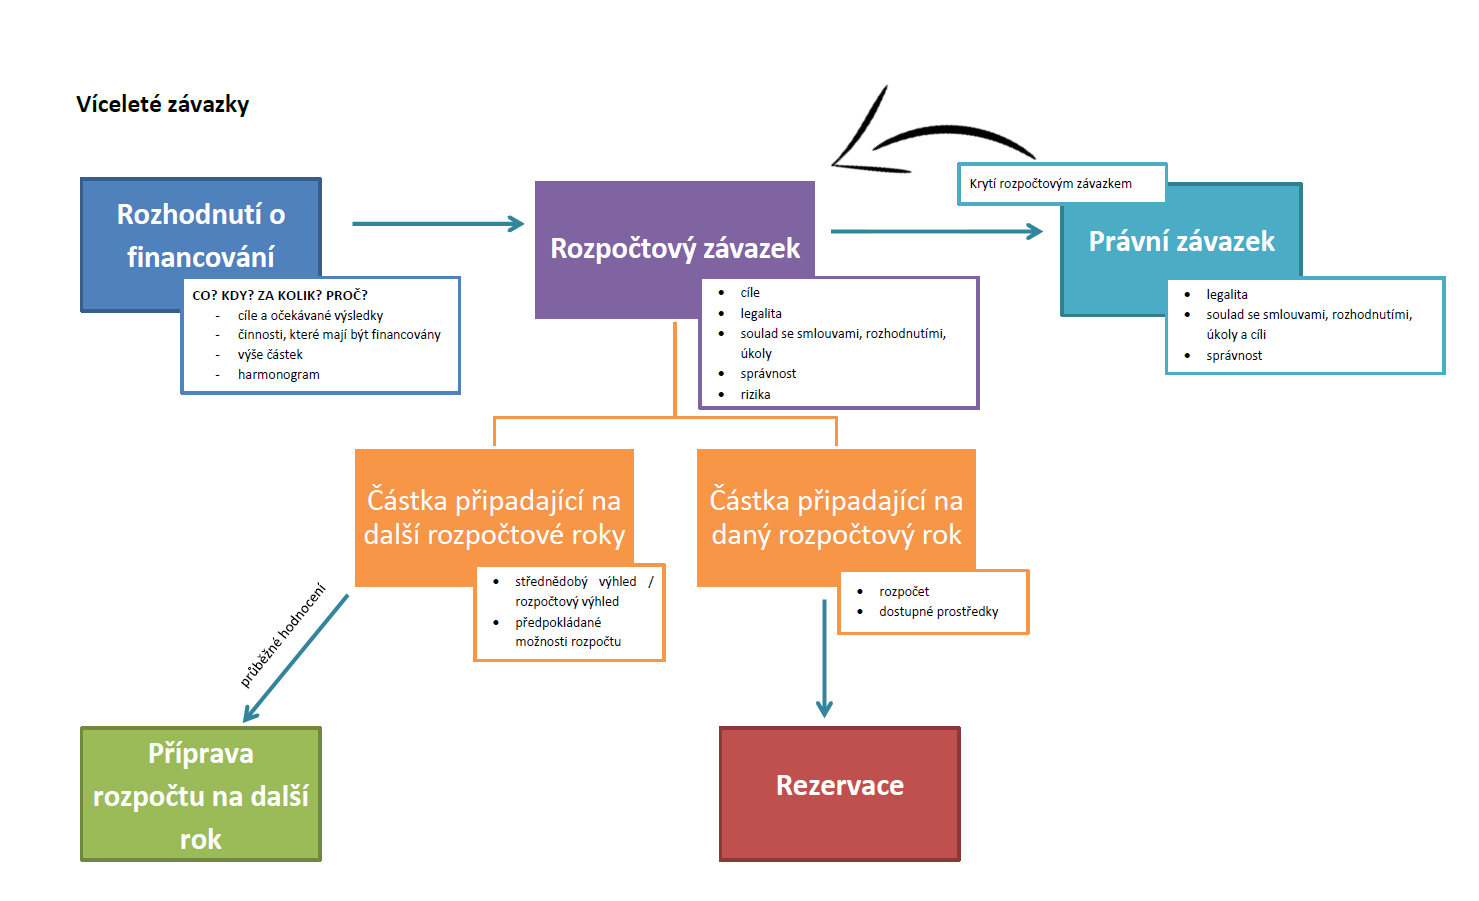 Víceleté závazky
Rozhodnutí o
financování
CO? KDY? ZA KOLIK? PROČ?
- cíle a očekávané výsledky
- činnosti, které mají být financovány
- výše částek
- harmonogram
Rozpočtový závazek
• cíle
• legalita
• soulad se smlouvami, rozhodnutími,
úkoly
• správnost
• rizika
Krytí rozpočtovým závazkem
Právní závazek
• legalita
• soulad se smlouvami, rozhodnutími,
úkoly a cíli
• správnost
Částka připadající na
další rozpočtové roky
• střednědobý výhled /
rozpočtový výhled
• předpokládané
možnosti rozpočtu
Částka připadající na
daný rozpočtový rok
• rozpočet
• dostupné prostředky
průběžné hodnocení
Příprava
rozpočtu na další
rok
Rezervace